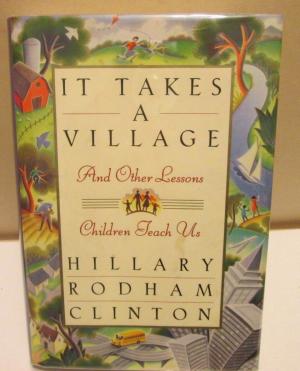 IT TAKES
A
VILLAGE
And Other Lessons
Children Teach Us
HILLARY
RODHAM
CLINTON